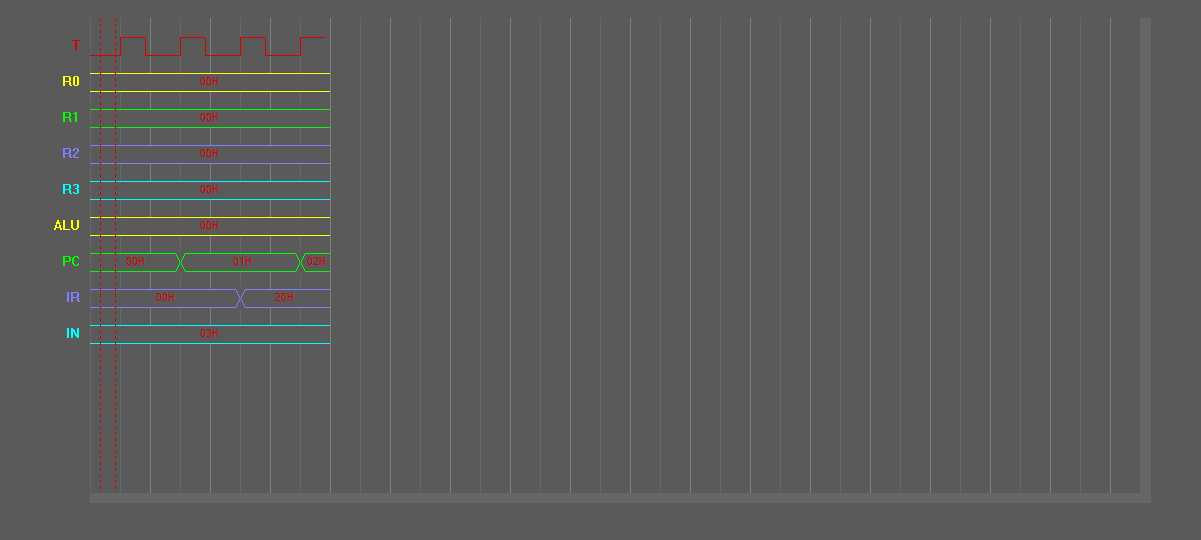 T
R0 00H
R1 00H
R2 00H
R3 00H
ALU 00H
PC 00H 01H 02H
IR 00H 20H
IN 03H